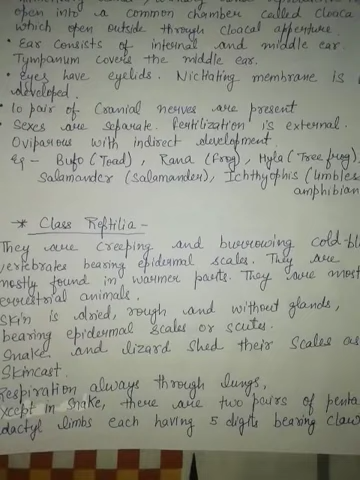 open into a common chamber called Cloaca
which open outside through cloacal apperture.
• Ear consists of internal and middle ear.
Tympanum covers the middle ear.
• eyes have eyelids. Nictitating membrane is
developed.
• 10 pair of Cranial nerves are present
• Sexes are separate. Fertilization is external.
Oviparous with indirect development.
eg - Bufo (Toad), Rana (Frog), Hyla (Tree frog),
Salamander (Salamander), Ichthyophis (limbless
amphibian
* Class Reptilia -
They are creeping and burrowing cold-bl
vertebrates bearing epidermal scales. They are
mostly found in warmer parts. They are most
terrestrial animals.
Skin is dried, rough and without glands,
bearing epidermal scales or scutes.
Snake and lizard shed their scales as
skincast.
Respiration always through lungs,
Except in snake, there are two pairs of penta
dactyl limbs each having 5 digits bearing claw